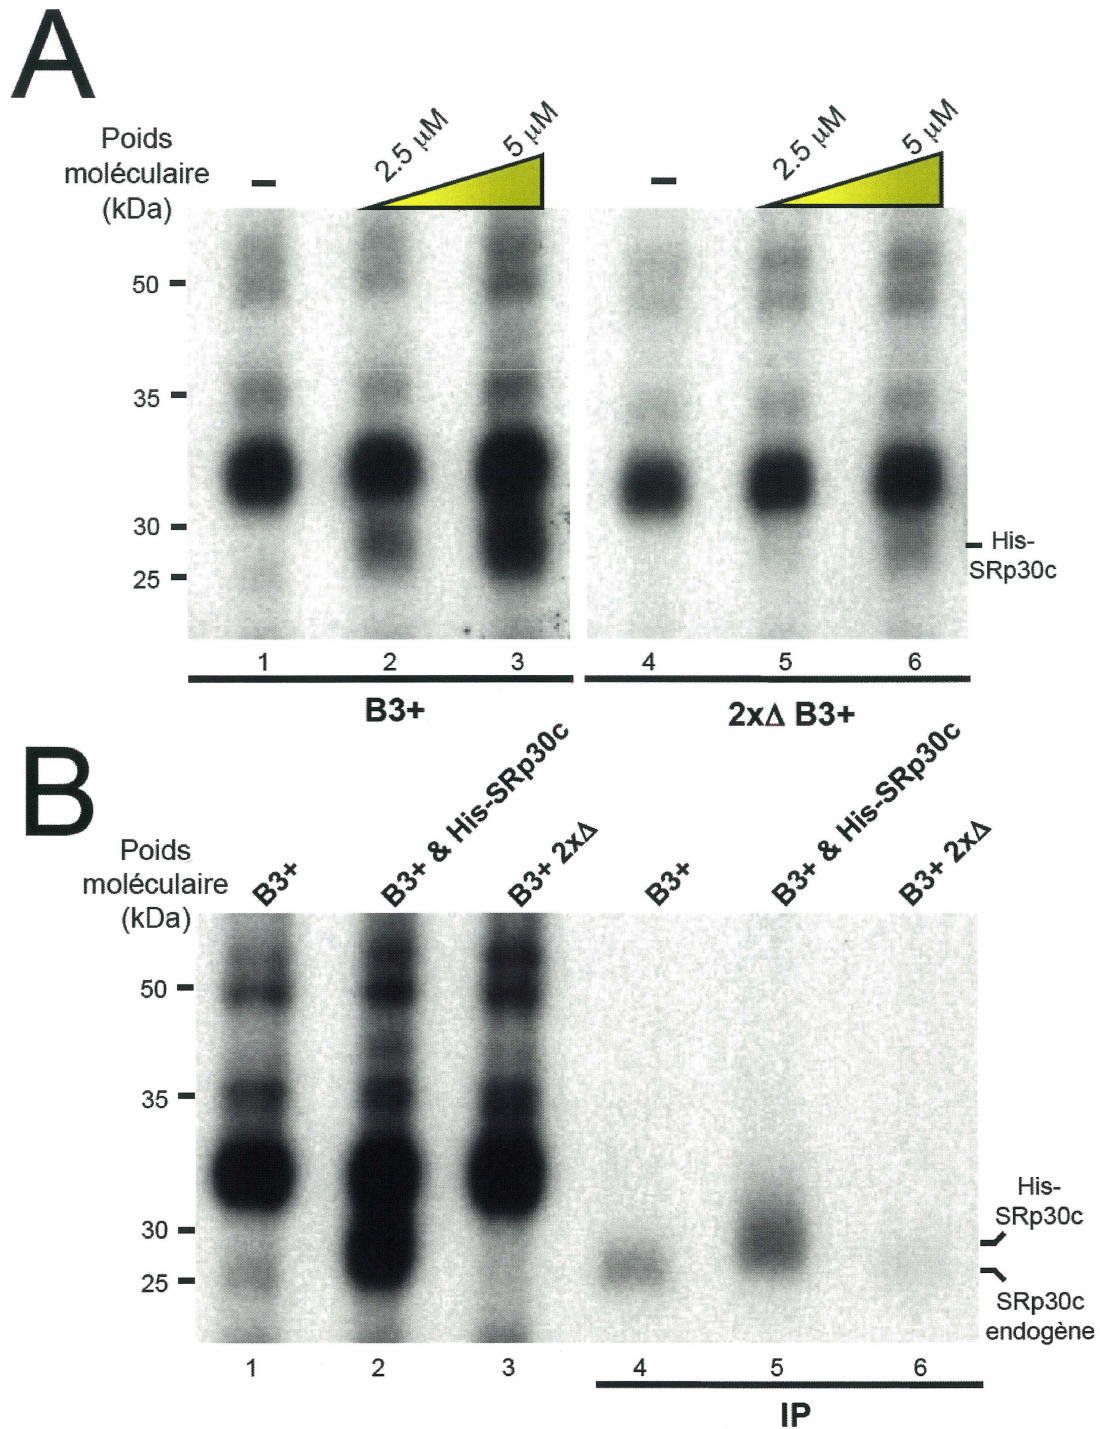 A
Poids
moléculaire
(kDa)
–
2.5 µM
5 µM
–
2.5 µM
5 µM
50
35
30
25
His-
SRp30c
1
2
3
4
5
6
B3+
2xΔ B3+
B
Poids
moléculaire
(kDa)
B3+
B3+ & His-SRp30c
B3+ 2xΔ
B3+
B3+ & His-SRp30c
B3+ 2xΔ
50
35
30
25
His-
SRp30c
SRp30c
endogène
1
2
3
4
5
6
IP